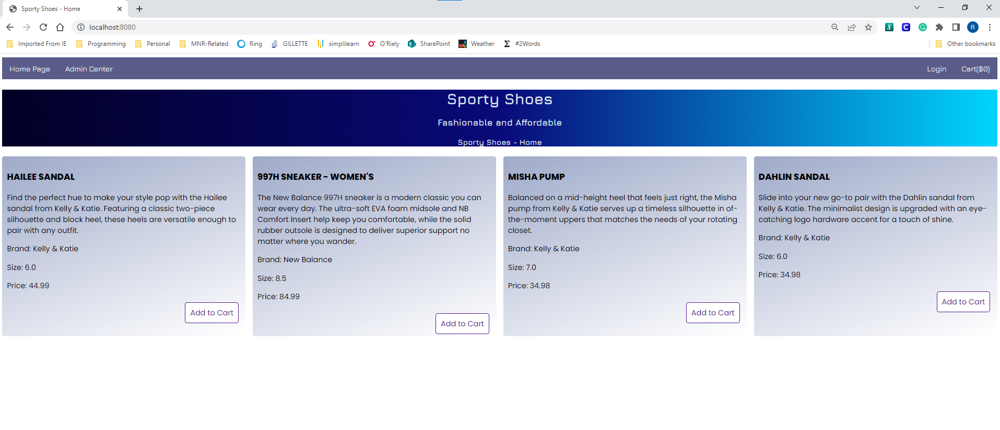 Sporty Shoes - Home
localhost:8080
R
Imported From IE
Programming
Personal
MNR-Related
Ring
GILLETTE
simplilearn
O'Riely
SharePoint
Weather
#2Words
Other bookmarks
Home Page
Admin Center
Login
Cart($0)
Sporty Shoes
Fashionable and Affordable
Sporty Shoes - Home
HAILEE SANDAL
Find the perfect hue to make your style pop with the Hailee
sandal from Kelly & Katie. Featuring a classic two-piece
silhouette and block heel, these heels are versatile enough to
pair with any outfit.
Brand: Kelly & Katie
Size: 6.0
Price: 44.99
Add to Cart
997H SNEAKER - WOMEN'S
The New Balance 997H sneaker is a modern classic you can
wear every day. The ultra-soft EVA foam midsole and NB
Comfort Insert help keep you comfortable, while the solid
rubber outsole is designed to deliver superior support no
matter where you wander.
Brand: New Balance
Size: 8.5
Price: 84.99
Add to Cart
MISHA PUMP
Balanced on a mid-height heel that feels just right, the Misha
pump from Kelly & Katie serves up a timeless silhouette in of-
the-moment uppers that matches the needs of your rotating
closet.
Brand: Kelly & Katie
Size: 7.0
Price: 34.98
Add to Cart
DAHLIN SANDAL
Slide into your new go-to pair with the Dahlin sandal from
Kelly & Katie. The minimalist design is upgraded with an eye-
catching logo hardware accent for a touch of shine.
Brand: Kelly & Katie
Size: 6.0
Price: 34.98
Add to Cart